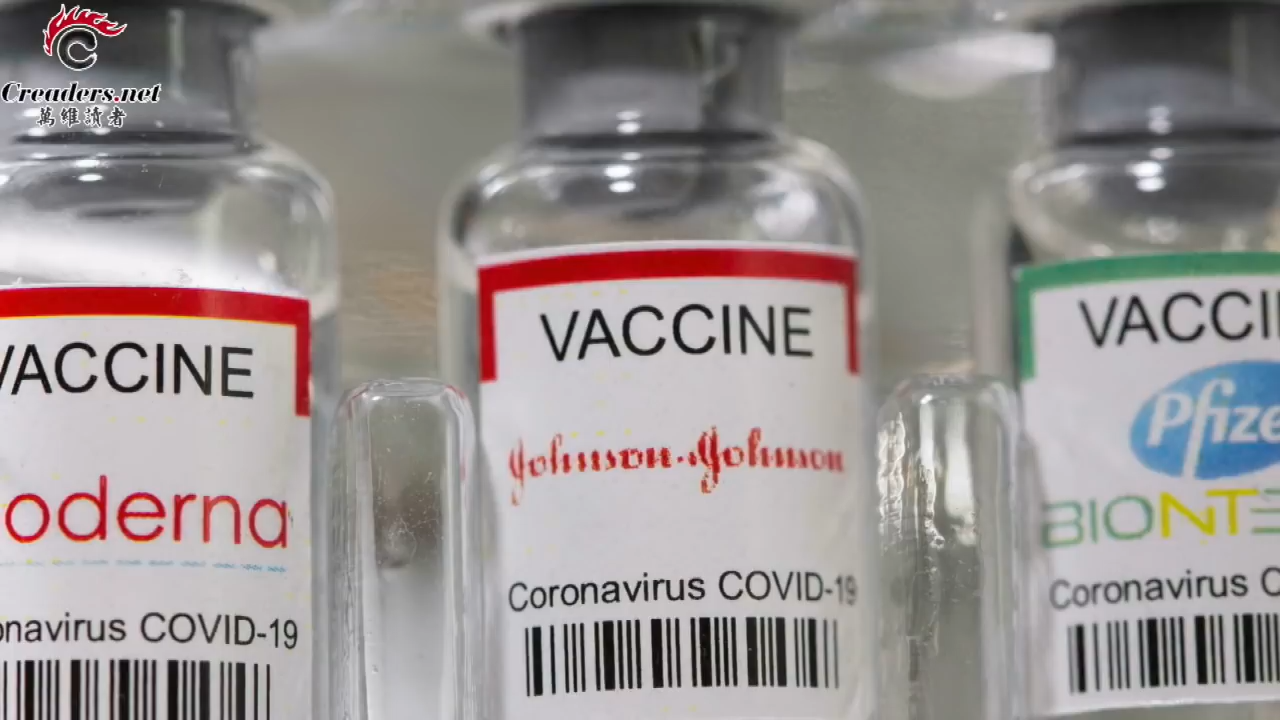 Creaders.net
萬維讀者
VACCINE
oderna
onavirus COVID-19
VACCINE
Johnson&Johnson
Coronavirus COVID-19
VACCI
Pfize
BIONTE
Coronavirus C